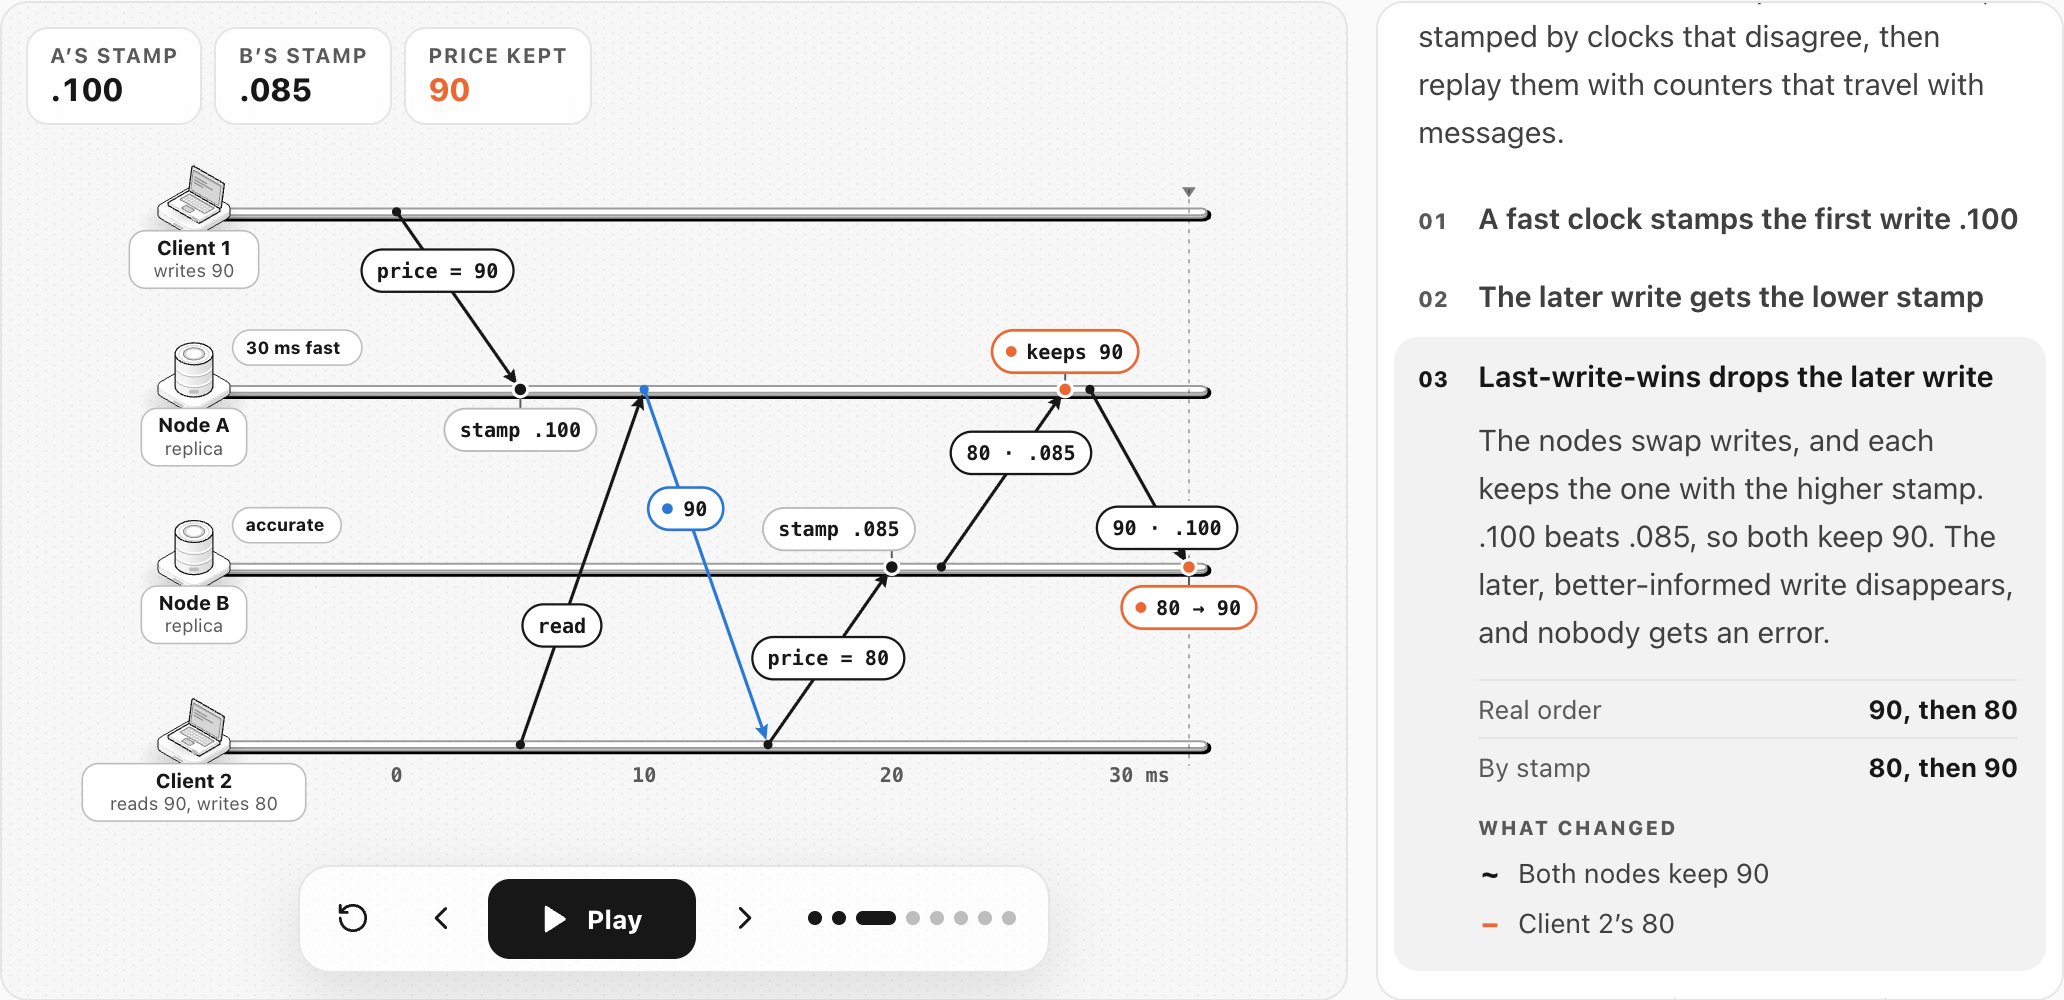 A’S STAMP
.100
B’S STAMP
.085
PRICE KEPT
90
Client 1
writes 90
price = 90
30 ms fast
keeps 90
Node A
replica
stamp .100
80 · .085
90
accurate
stamp .085
90 · .100
Node B
replica
read
80 → 90
price = 80
Client 2
reads 90, writes 80
0
10
20
30 ms
Play
stamped by clocks that disagree, then
replay them with counters that travel with
messages.
01 A fast clock stamps the first write .100
02 The later write gets the lower stamp
03 Last-write-wins drops the later write
The nodes swap writes, and each
keeps the one with the higher stamp.
.100 beats .085, so both keep 90. The
later, better-informed write disappears,
and nobody gets an error.
Real order 90, then 80
By stamp 80, then 90
WHAT CHANGED
~ Both nodes keep 90
– Client 2’s 80